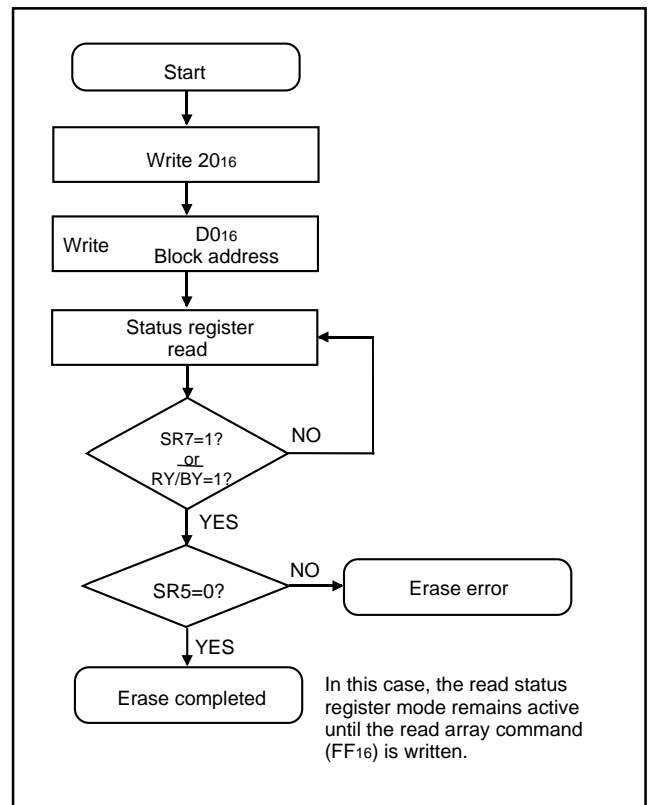 Start
Write 2016
Write D016
Block address
Status register
read
SR7=1?
or
RY/BY=1?
NO
YES
SR5=0?
NO
Erase error
YES
Erase completed
In this case, the read status
register mode remains active
until the read array command
(FF16) is written.